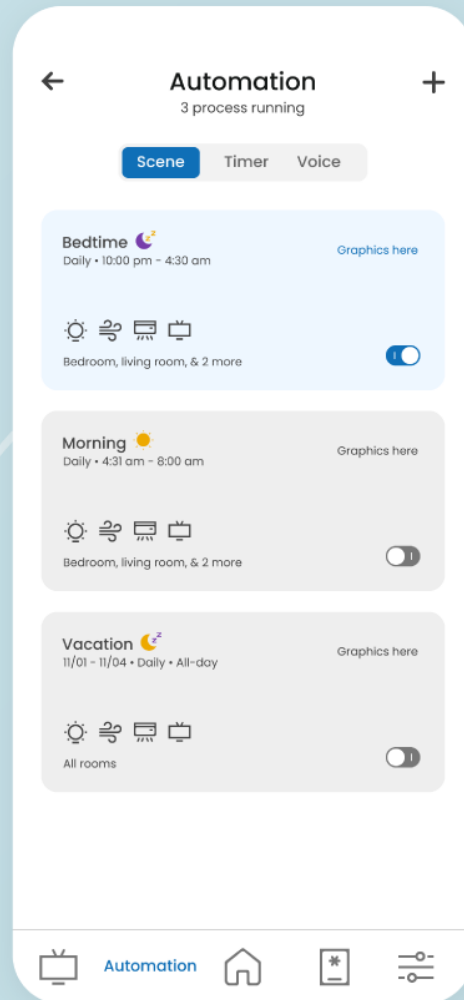 Automation
3 process running
Scene Timer Voice
Bedtime
Graphics here
Daily • 10:00 pm - 4:30 am
Bedroom, living room, & 2 more
Morning
Graphics here
Daily • 4:31 am - 8:00 am
Bedroom, living room, & 2 more
Vacation
Graphics here
11/01 - 11/04 • Daily • All-day
All rooms
Automation